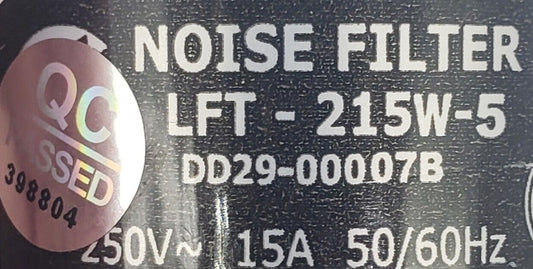 NOISE FILTER
LFT - 215W-5
DD29-00007B
250V~ 15A 50/60Hz
QC
SSED
398804